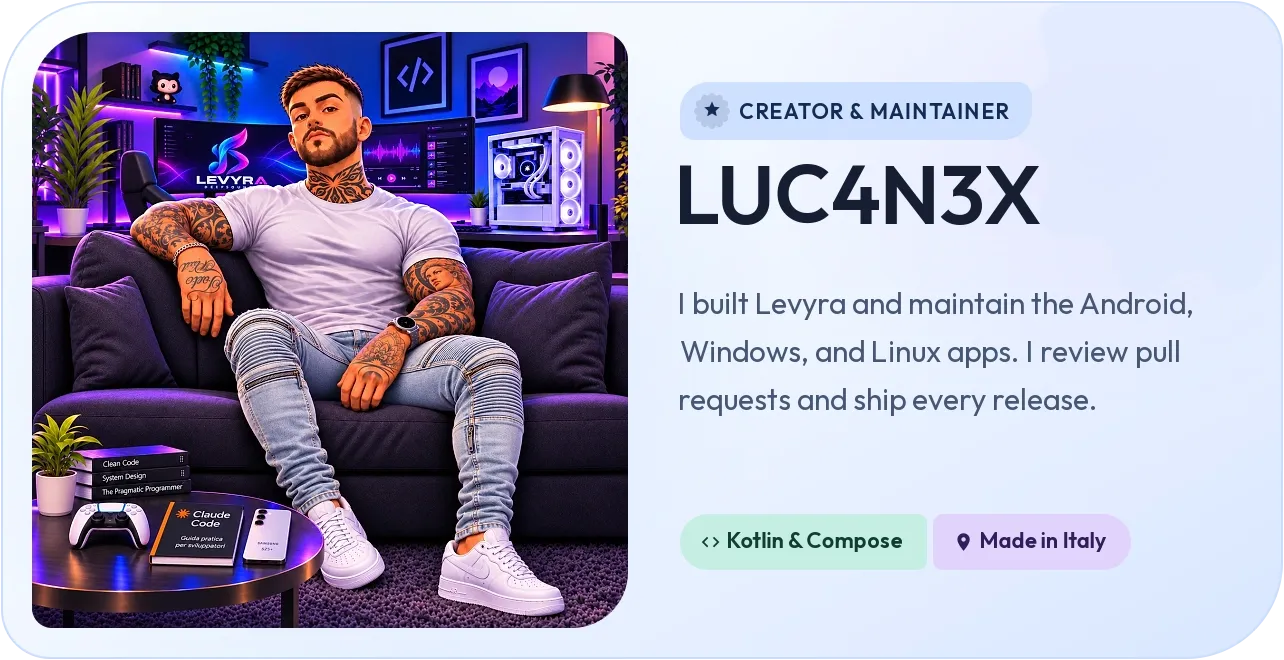 CREATOR & MAINTAINER
LUC4N3X
I built Levyra and maintain the Android,
Windows, and Linux apps. I review pull
requests and ship every release.
<> Kotlin & Compose
Made in Italy
</>
LEVYRA
Clean Code
System Design
The Pragmatic Programmer
Claude
Code
Guida pratica
per sviluppatori
SAMSUNG